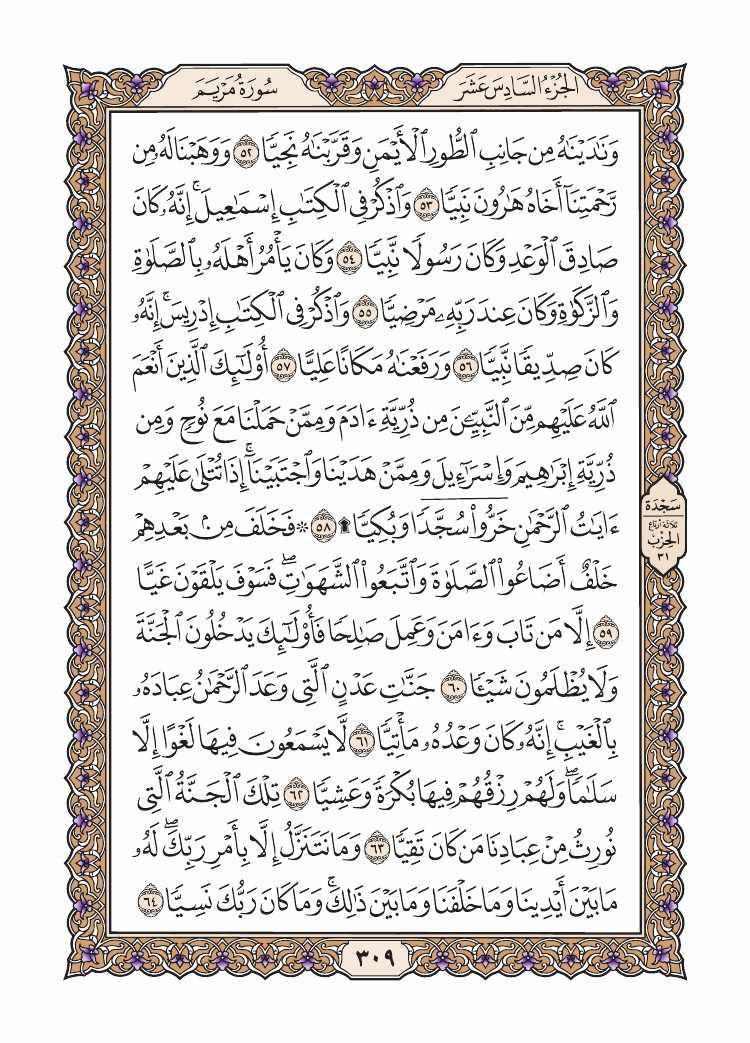 الجُزْءُ السَّادِسَ عَشَرَ
سُورَةُ مَرْيَمَ
وَنَٰدَيْنَٰهُ مِن جَانِبِ ٱلطُّورِ ٱلْأَيْمَنِ وَقَرَّبْنَٰهُ نَجِيًّا ٥٢ وَوَهَبْنَا لَهُۥ مِن
رَّحْمَتِنَآ أَخَاهُ هَٰرُونَ نَبِيًّا ٥٣ وَٱذْكُرْ فِى ٱلْكِتَٰبِ إِسْمَٰعِيلَ ۚ إِنَّهُۥ كَانَ
صَادِقَ ٱلْوَعْدِ وَكَانَ رَسُولًا نَّبِيًّا ٥٤ وَكَانَ يَأْمُرُ أَهْلَهُۥ بِٱلصَّلَوٰةِ
وَٱلزَّكَوٰةِ وَكَانَ عِندَ رَبِّهِۦ مَرْضِيًّا ٥٥ وَٱذْكُرْ فِى ٱلْكِتَٰبِ إِدْرِيسَ ۚ إِنَّهُۥ
كَانَ صِدِّيقًا نَّبِيًّا ٥٦ وَرَفَعْنَٰهُ مَكَانًا عَلِيًّا ٥٧ أُو۟لَٰٓئِكَ ٱلَّذِينَ أَنْعَمَ
ٱللَّهُ عَلَيْهِم مِّنَ ٱلنَّبِيِّۦنَ مِن ذُرِّيَّةِ ءَادَمَ وَمِمَّنْ حَمَلْنَا مَعَ نُوحٍ وَمِن
ذُرِّيَّةِ إِبْرَٰهِيمَ وَإِسْرَٰٓءِيلَ وَمِمَّنْ هَدَيْنَا وَٱجْتَبَيْنَآ ۚ إِذَا تُتْلَىٰ عَلَيْهِمْ
ءَايَٰتُ ٱلرَّحْمَٰنِ خَرُّوا۟ سُجَّدًا وَبُكِيًّا ۩ ٥٨ ۞ فَخَلَفَ مِنۢ بَعْدِهِمْ
خَلْفٌ أَضَاعُوا۟ ٱلصَّلَوٰةَ وَٱتَّبَعُوا۟ ٱلشَّهَوَٰتِ ۖ فَسَوْفَ يَلْقَوْنَ غَيًّا
٥٩ إِلَّا مَن تَابَ وَءَامَنَ وَعَمِلَ صَٰلِحًا فَأُو۟لَٰٓئِكَ يَدْخُلُونَ ٱلْجَنَّةَ
وَلَا يُظْلَمُونَ شَيْـًٔا ٦٠ جَنَّٰتِ عَدْنٍ ٱلَّتِى وَعَدَ ٱلرَّحْمَٰنُ عِبَادَهُۥ
بِٱلْغَيْبِ ۚ إِنَّهُۥ كَانَ وَعْدُهُۥ مَأْتِيًّا ٦١ لَّا يَسْمَعُونَ فِيهَا لَغْوًا إِلَّا
سَلَٰمًا ۖ وَلَهُمْ رِزْقُهُمْ فِيهَا بُكْرَةً وَعَشِيًّا ٦٢ تِلْكَ ٱلْجَنَّةُ ٱلَّتِى
نُورِثُ مِنْ عِبَادِنَا مَن كَانَ تَقِيًّا ٦٣ وَمَا نَتَنَزَّلُ إِلَّا بِأَمْرِ رَبِّكَ ۖ لَهُۥ
مَا بَيْنَ أَيْدِينَا وَمَا خَلْفَنَا وَمَا بَيْنَ ذَٰلِكَ ۚ وَمَا كَانَ رَبُّكَ نَسِيًّا ٦٤
سَجْدَة
ثلاثة أرباع
الحِزْب
٣١
٣٠٩